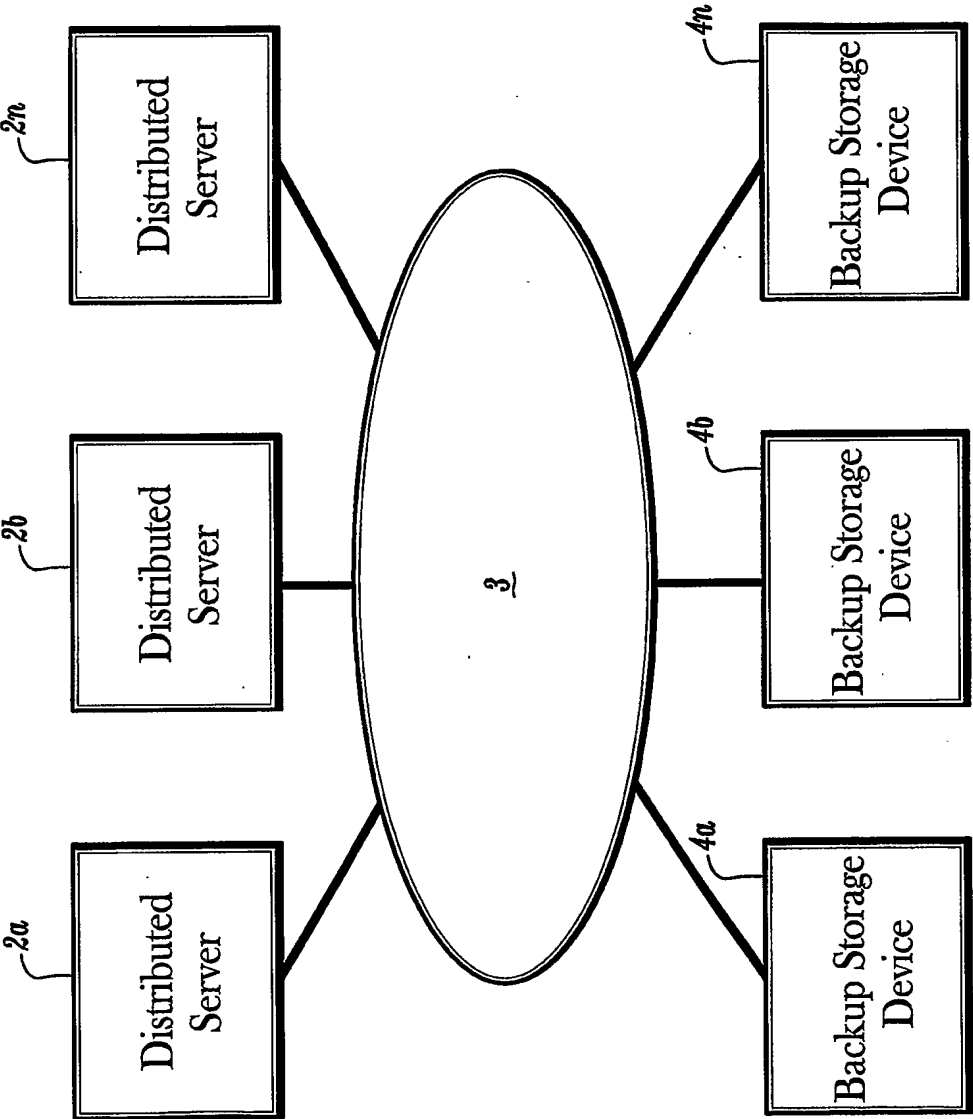 2a
2b
2n
Distributed
Server
Distributed
Server
Distributed
Server
3
4a
4b
4n
Backup Storage
Device
Backup Storage
Device
Backup Storage
Device